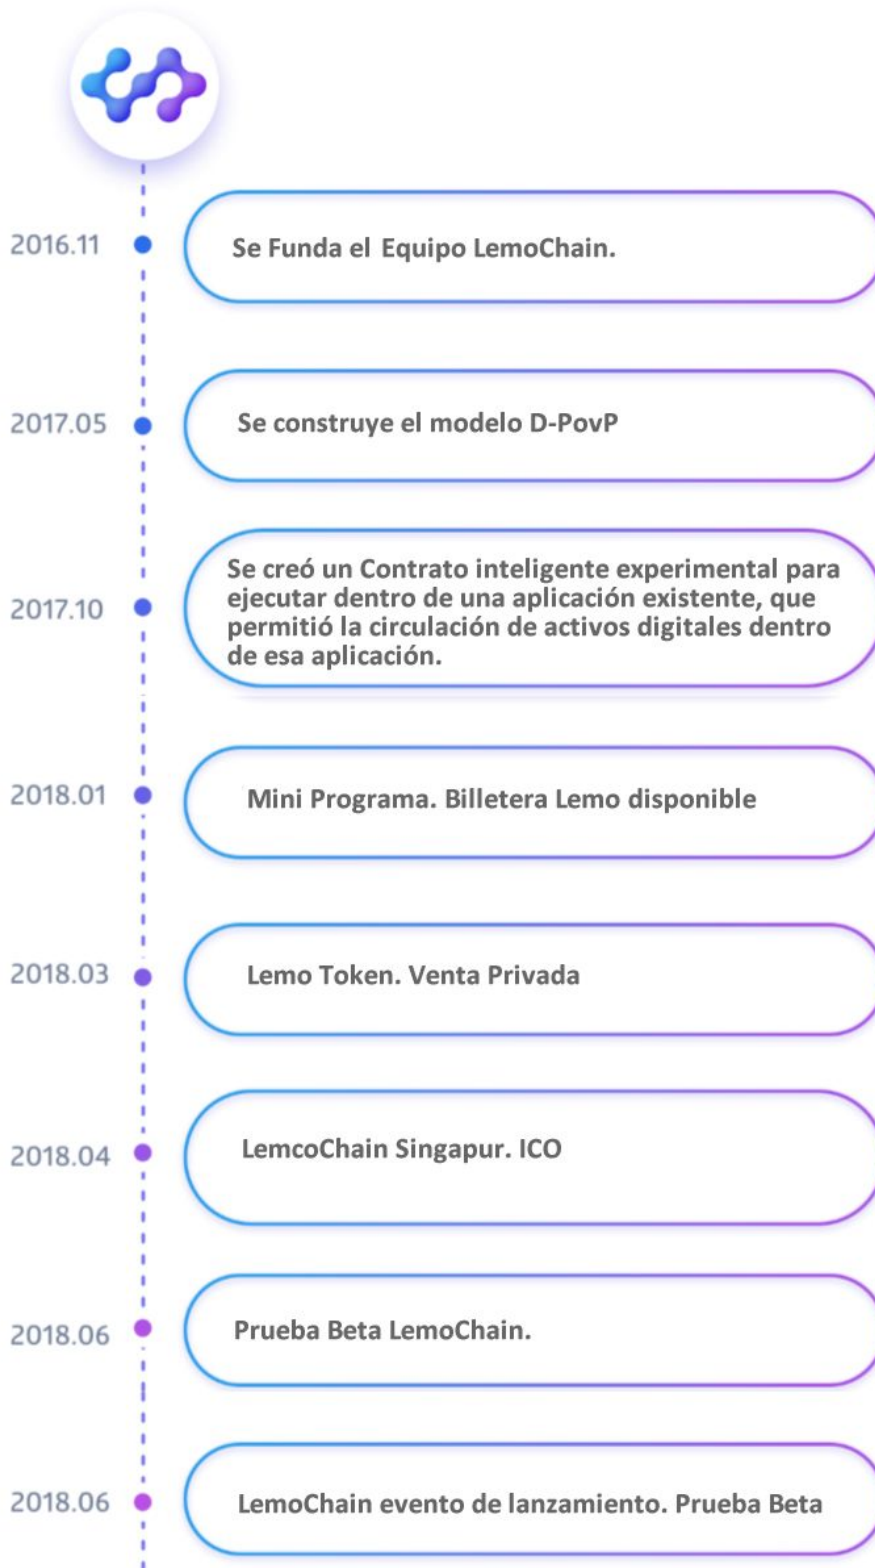 2016.11
Se Funda el Equipo LemoChain.
2017.05
Se construye el modelo D-PovP
2017.10
Se creó un Contrato inteligente experimental para
ejecutar dentro de una aplicación existente, que
permitió la circulación de activos digitales dentro
de esa aplicación.
2018.01
Mini Programa. Billetera Lemo disponible
2018.03
Lemo Token. Venta Privada
2018.04
LemcoChain Singapur. ICO
2018.06
Prueba Beta LemoChain.
2018.06
LemoChain evento de lanzamiento. Prueba Beta